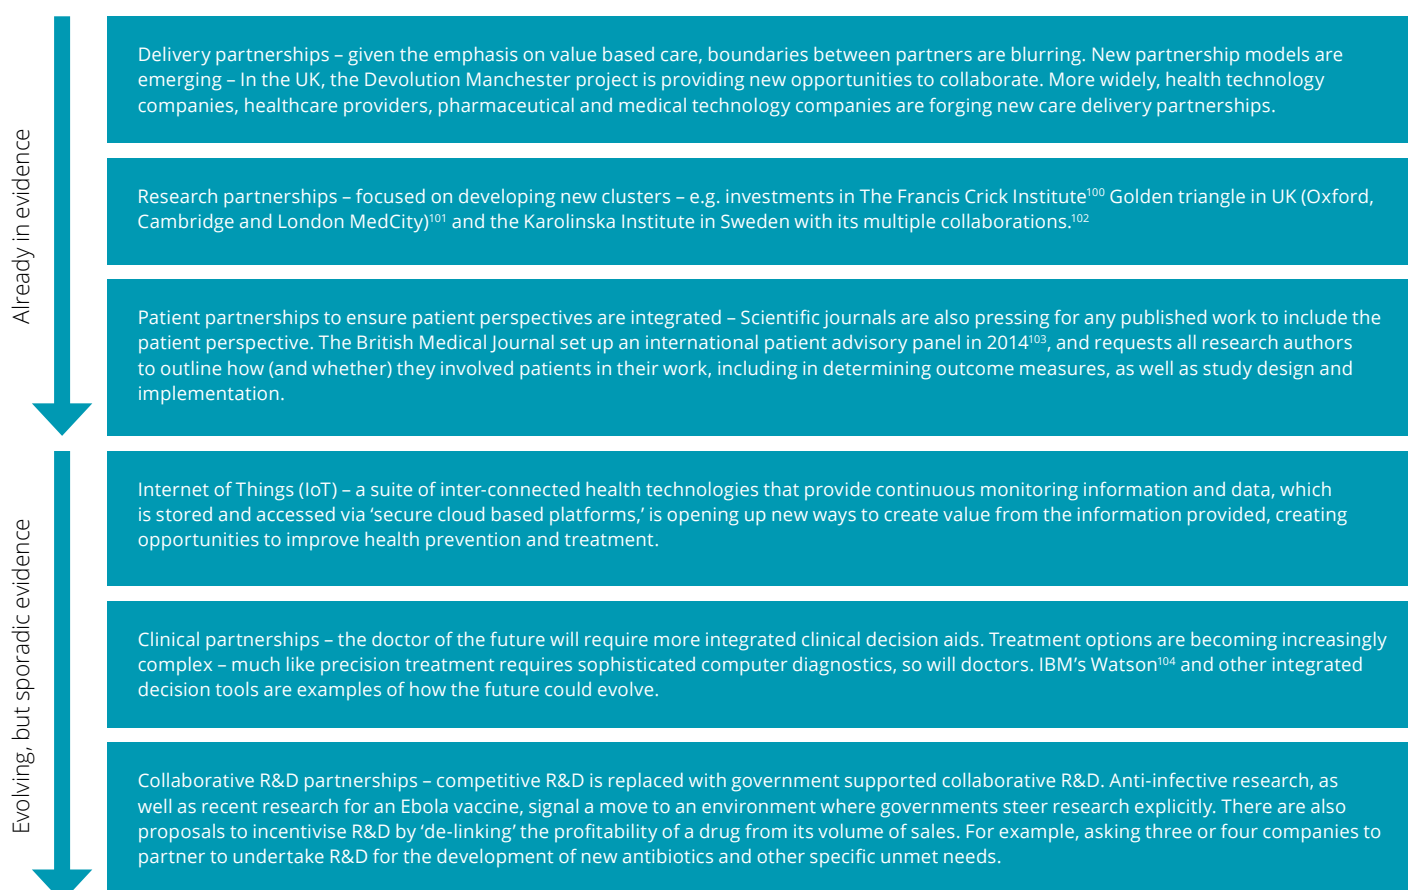 Already in evidence
Delivery partnerships – given the emphasis on value based care, boundaries between partners are blurring. New partnership models are
emerging – In the UK, the Devolution Manchester project is providing new opportunities to collaborate. More widely, health technology
companies, healthcare providers, pharmaceutical and medical technology companies are forging new care delivery partnerships.
Research partnerships – focused on developing new clusters – e.g. investments in The Francis Crick Institute¹⁰⁰ Golden triangle in UK (Oxford,
Cambridge and London MedCity)¹⁰¹ and the Karolinska Institute in Sweden with its multiple collaborations.¹⁰²
Patient partnerships to ensure patient perspectives are integrated – Scientific journals are also pressing for any published work to include the
patient perspective. The British Medical Journal set up an international patient advisory panel in 2014¹⁰³, and requests all research authors
to outline how (and whether) they involved patients in their work, including in determining outcome measures, as well as study design and
implementation.
Evolving, but sporadic evidence
Internet of Things (IoT) – a suite of inter-connected health technologies that provide continuous monitoring information and data, which
is stored and accessed via ‘secure cloud based platforms,’ is opening up new ways to create value from the information provided, creating
opportunities to improve health prevention and treatment.
Clinical partnerships – the doctor of the future will require more integrated clinical decision aids. Treatment options are becoming increasingly
complex – much like precision treatment requires sophisticated computer diagnostics, so will doctors. IBM’s Watson¹⁰⁴ and other integrated
decision tools are examples of how the future could evolve.
Collaborative R&D partnerships – competitive R&D is replaced with government supported collaborative R&D. Anti-infective research, as
well as recent research for an Ebola vaccine, signal a move to an environment where governments steer research explicitly. There are also
proposals to incentivise R&D by ‘de-linking’ the profitability of a drug from its volume of sales. For example, asking three or four companies to
partner to undertake R&D for the development of new antibiotics and other specific unmet needs.